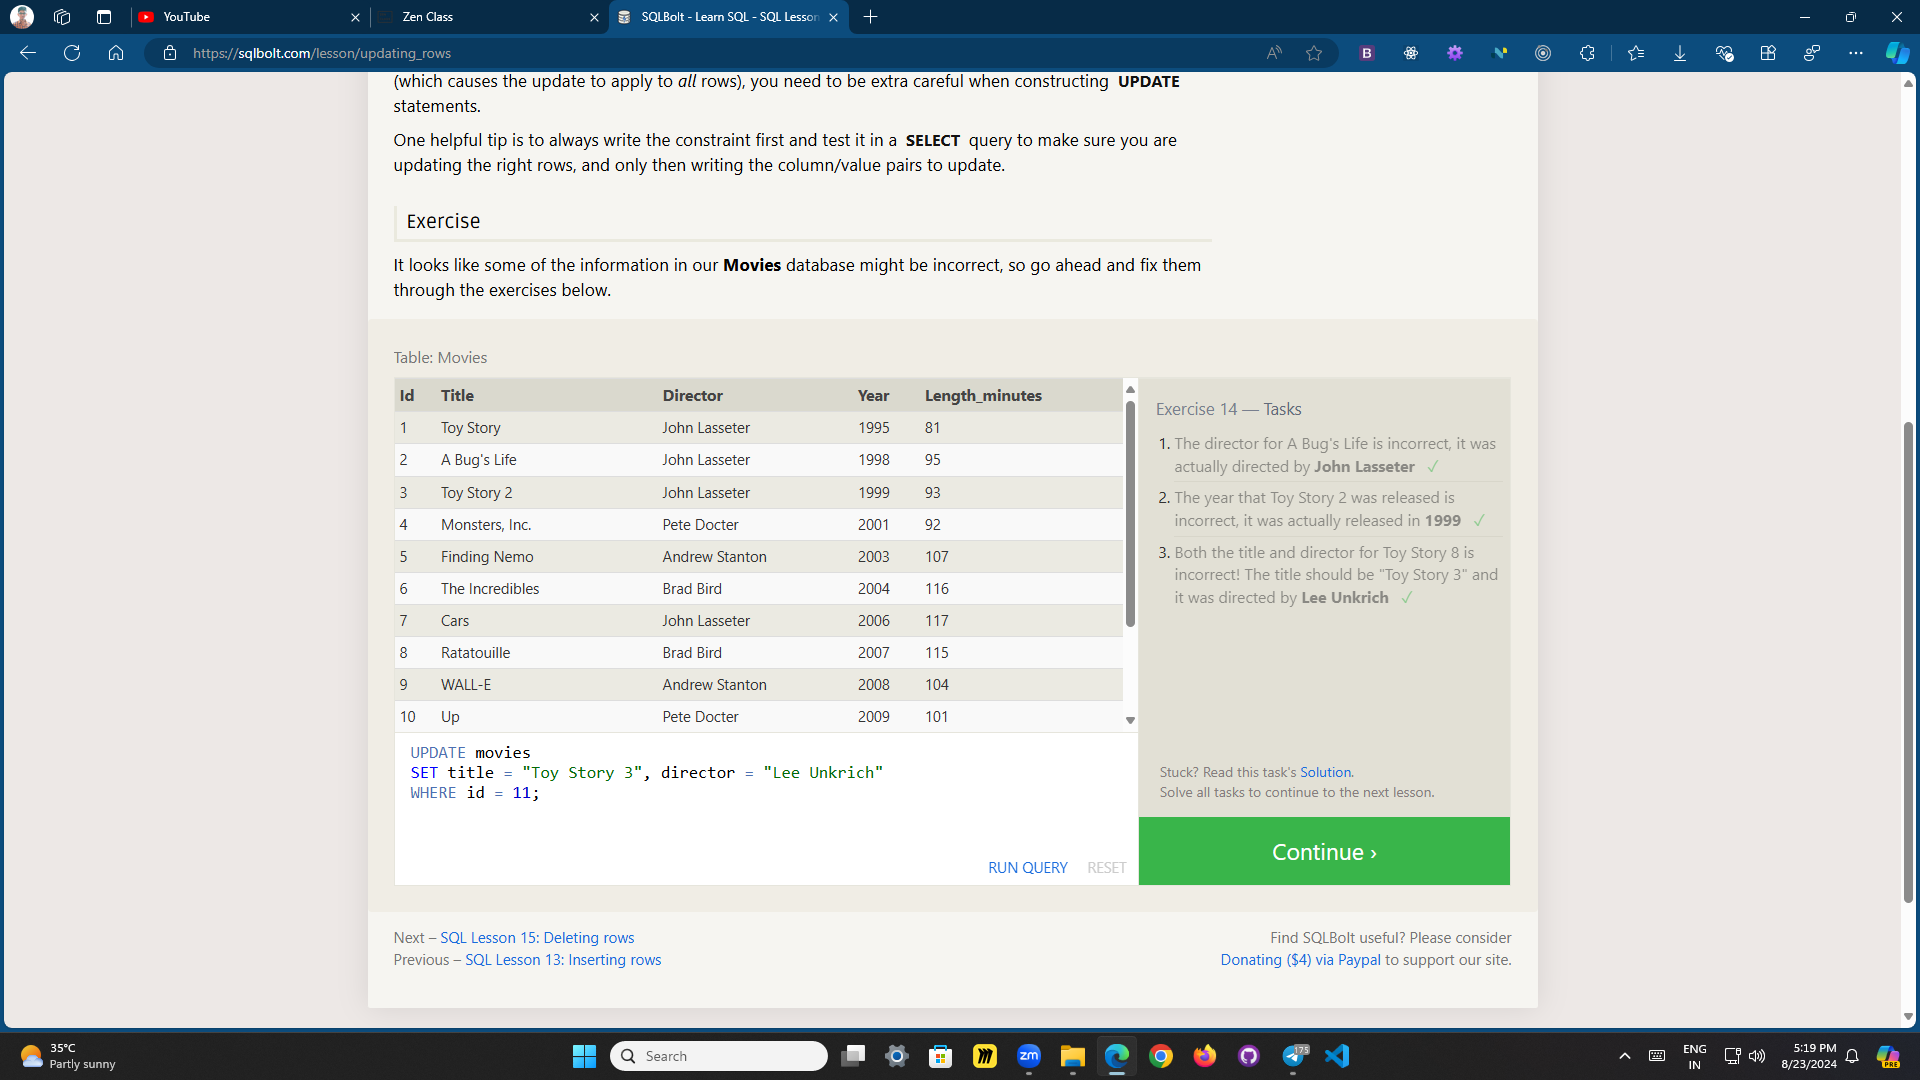 YouTube
Zen Class
SQLBolt - Learn SQL - SQL Lesson
https://sqlbolt.com/lesson/updating_rows
(which causes the update to apply to all rows), you need to be extra careful when constructing UPDATE
statements.
One helpful tip is to always write the constraint first and test it in a SELECT query to make sure you are
updating the right rows, and only then writing the column/value pairs to update.
Exercise
It looks like some of the information in our Movies database might be incorrect, so go ahead and fix them
through the exercises below.
Table: Movies
Id Title Director Year Length_minutes
1 Toy Story John Lasseter 1995 81
2 A Bug's Life John Lasseter 1998 95
3 Toy Story 2 John Lasseter 1999 93
4 Monsters, Inc. Pete Docter 2001 92
5 Finding Nemo Andrew Stanton 2003 107
6 The Incredibles Brad Bird 2004 116
7 Cars John Lasseter 2006 117
8 Ratatouille Brad Bird 2007 115
9 WALL-E Andrew Stanton 2008 104
10 Up Pete Docter 2009 101
UPDATE movies
SET title = "Toy Story 3", director = "Lee Unkrich"
WHERE id = 11;
RUN QUERY RESET
Exercise 14 — Tasks
1. The director for A Bug's Life is incorrect, it was
actually directed by John Lasseter ✓
2. The year that Toy Story 2 was released is
incorrect, it was actually released in 1999 ✓
3. Both the title and director for Toy Story 8 is
incorrect! The title should be "Toy Story 3" and
it was directed by Lee Unkrich ✓
Stuck? Read this task's Solution.
Solve all tasks to continue to the next lesson.
Continue ›
Next – SQL Lesson 15: Deleting rows
Previous – SQL Lesson 13: Inserting rows
Find SQLBolt useful? Please consider
Donating ($4) via Paypal to support our site.
35°C
Partly sunny
Search
zm
175
ENG
IN
5:19 PM
8/23/2024
PRE